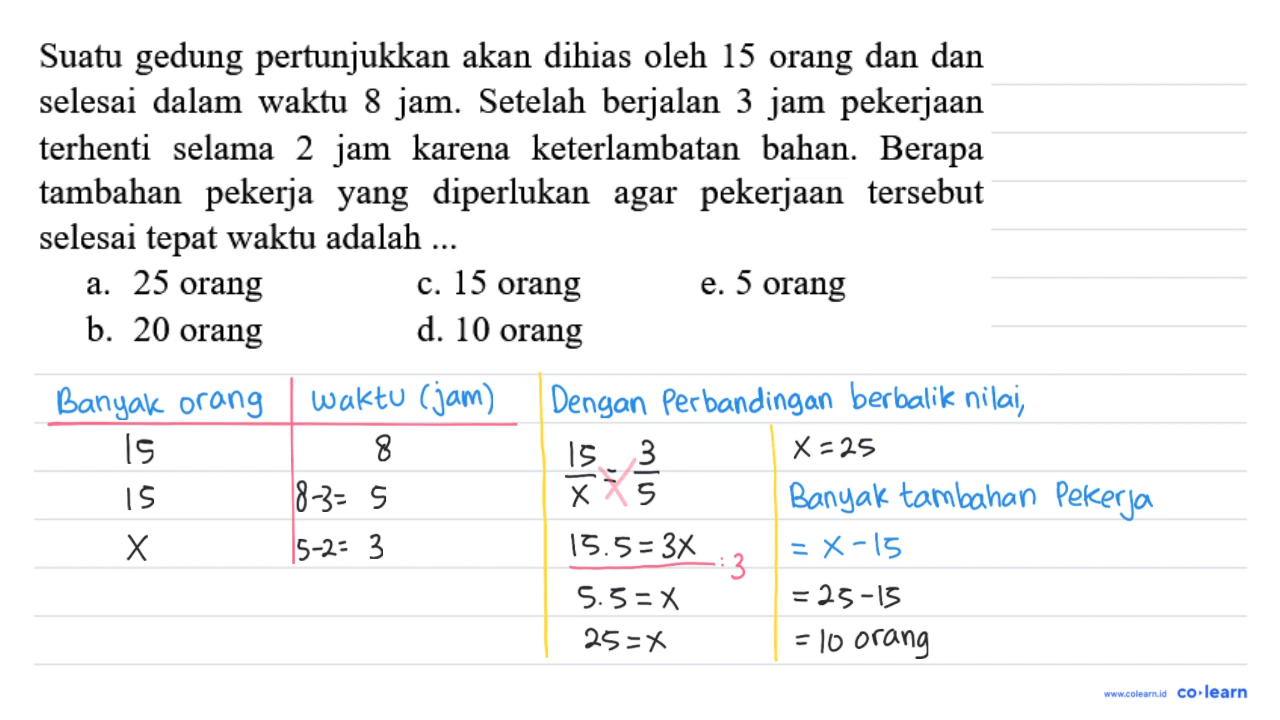 Suatu gedung pertunjukkan akan dihias oleh 15 orang dan dan
selesai dalam waktu 8 jam. Setelah berjalan 3 jam pekerjaan
terhenti selama 2 jam karena keterlambatan bahan. Berapa
tambahan pekerja yang diperlukan agar pekerjaan tersebut
selesai tepat waktu adalah ...
a. 25 orang c. 15 orang e. 5 orang
b. 20 orang d. 10 orang
Banyak orang waktu (jam)
15 8
15 8-3= 5
X 5-2= 3
Dengan Perbandingan berbalik nilai,
15/x = 3/5
15.5=3x :3
5.5=x
25=x
x=25
Banyak tambahan Pekerja
= x-15
= 25-15
= 10 orang
www.colearn.id co·learn